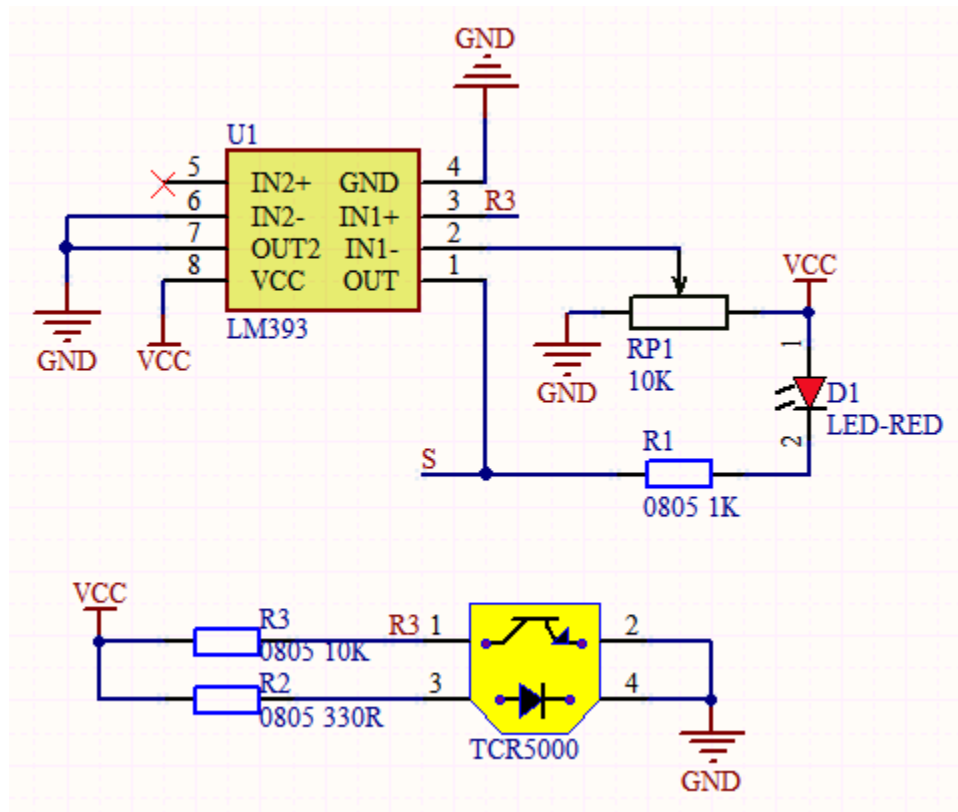 GND
U1
5 IN2+ GND 4
6 IN2- IN1+ 3 R3
7 OUT2 IN1- 2
8 VCC OUT 1
LM393
GND
VCC
VCC
GND
RP1
10K
1
D1
LED-RED
2
S
R1
0805 1K
VCC
R3
0805 10K
R3 1
2
R2
0805 330R
3
4
TCR5000
GND